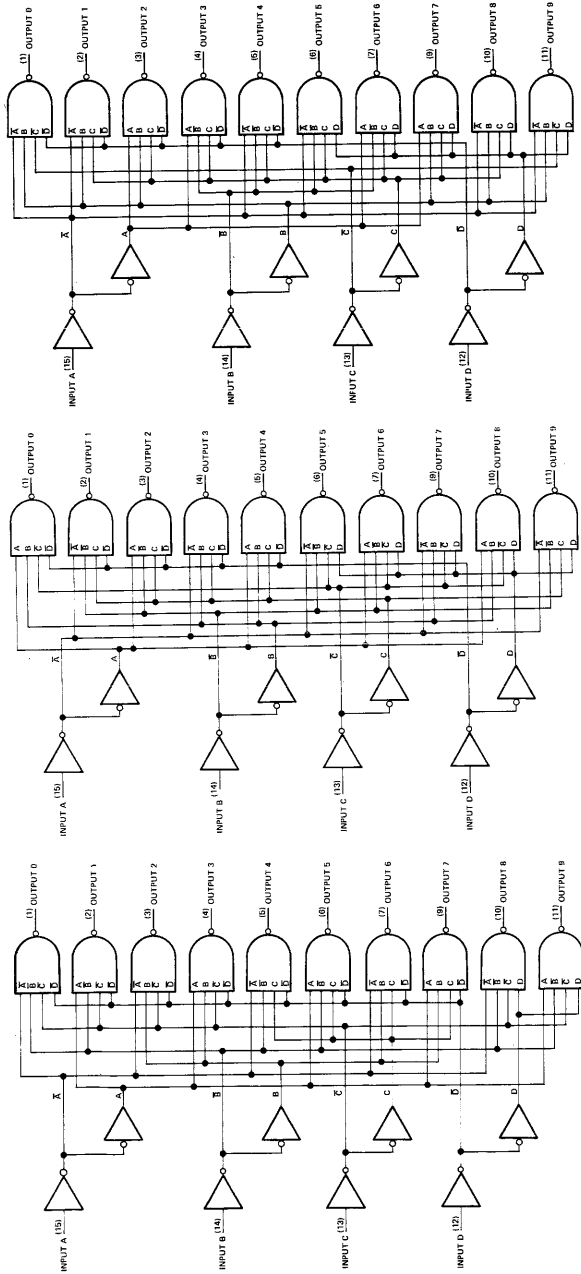 INPUT A (15)
A̅
A
INPUT B (14)
B̅
B
INPUT C (13)
C̅
C
INPUT D (12)
D̅
D
A̅ B̅ C̅ D̅ (1) OUTPUT 0
A B̅ C̅ D̅ (2) OUTPUT 1
A̅ B C̅ D̅ (3) OUTPUT 2
A B C̅ D̅ (4) OUTPUT 3
A̅ B̅ C D̅ (5) OUTPUT 4
A B̅ C D̅ (6) OUTPUT 5
A̅ B C D̅ (7) OUTPUT 6
A B C D̅ (9) OUTPUT 7
A̅ B̅ C̅ D (10) OUTPUT 8
A B̅ C̅ D (11) OUTPUT 9
INPUT A (15)
A̅
A
INPUT B (14)
B̅
B
INPUT C (13)
C̅
C
INPUT D (12)
D̅
D
A B C̅ D̅ (1) OUTPUT 0
A̅ B̅ C D̅ (2) OUTPUT 1
A B̅ C D̅ (3) OUTPUT 2
A̅ B C D̅ (4) OUTPUT 3
A B C D̅ (5) OUTPUT 4
A̅ B̅ C̅ D (6) OUTPUT 5
A B̅ C̅ D (7) OUTPUT 6
A̅ B C̅ D (9) OUTPUT 7
A B C̅ D (10) OUTPUT 8
A̅ B̅ C D (11) OUTPUT 9
INPUT A (15)
A̅
A
INPUT B (14)
B̅
B
INPUT C (13)
C̅
C
INPUT D (12)
D̅
D
A̅ B C̅ D̅ (1) OUTPUT 0
A̅ B C D̅ (2) OUTPUT 1
A B C D̅ (3) OUTPUT 2
A B̅ C D̅ (4) OUTPUT 3
A̅ B̅ C D̅ (5) OUTPUT 4
A̅ B̅ C D (6) OUTPUT 5
A B̅ C D (7) OUTPUT 6
A B C D (9) OUTPUT 7
A̅ B C D (10) OUTPUT 8
A̅ B C̅ D (11) OUTPUT 9